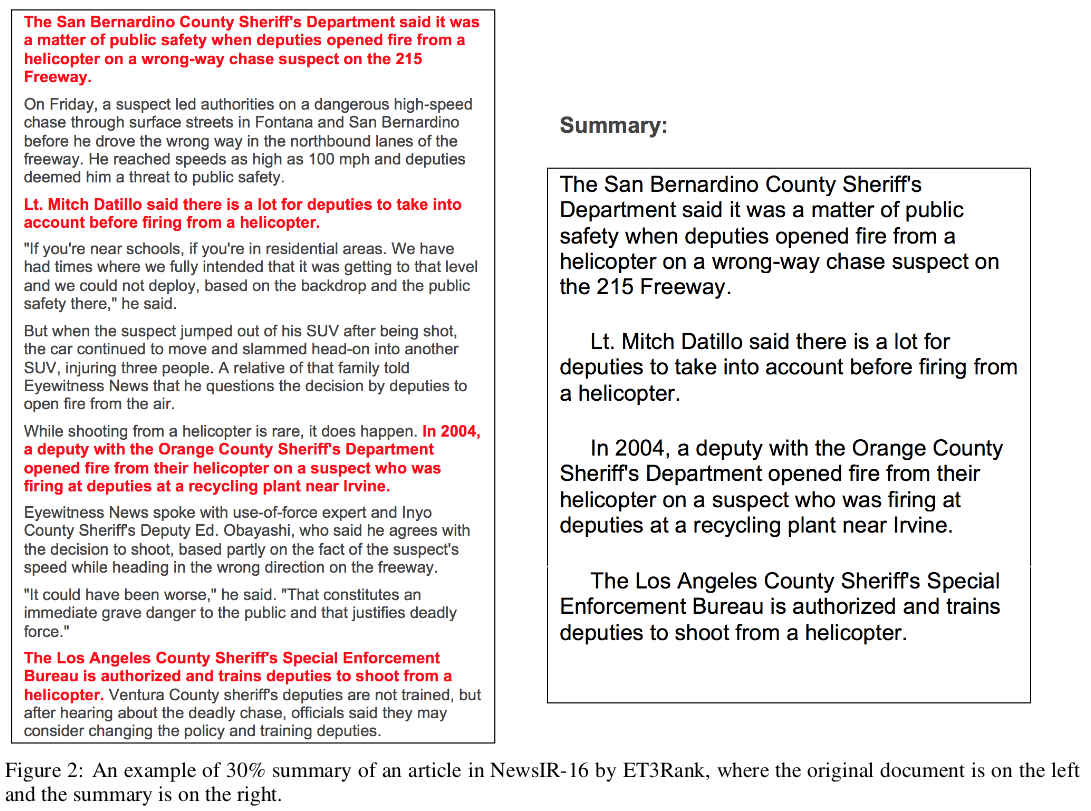 The San Bernardino County Sheriff's Department said it was
a matter of public safety when deputies opened fire from a
helicopter on a wrong-way chase suspect on the 215
Freeway.
On Friday, a suspect led authorities on a dangerous high-speed
chase through surface streets in Fontana and San Bernardino
before he drove the wrong way in the northbound lanes of the
freeway. He reached speeds as high as 100 mph and deputies
deemed him a threat to public safety.
Lt. Mitch Datillo said there is a lot for deputies to take into
account before firing from a helicopter.
"If you're near schools, if you're in residential areas. We have
had times where we fully intended that it was getting to that level
and we could not deploy, based on the backdrop and the public
safety there," he said.
But when the suspect jumped out of his SUV after being shot,
the car continued to move and slammed head-on into another
SUV, injuring three people. A relative of that family told
Eyewitness News that he questions the decision by deputies to
open fire from the air.
While shooting from a helicopter is rare, it does happen. In 2004,
a deputy with the Orange County Sheriff's Department
opened fire from their helicopter on a suspect who was
firing at deputies at a recycling plant near Irvine.
Eyewitness News spoke with use-of-force expert and Inyo
County Sheriff's Deputy Ed. Obayashi, who said he agrees with
the decision to shoot, based partly on the fact of the suspect's
speed while heading in the wrong direction on the freeway.
"It could have been worse," he said. "That constitutes an
immediate grave danger to the public and that justifies deadly
force."
The Los Angeles County Sheriff's Special Enforcement
Bureau is authorized and trains deputies to shoot from a
helicopter. Ventura County sheriff's deputies are not trained, but
after hearing about the deadly chase, officials said they may
consider changing the policy and training deputies.
Summary:
The San Bernardino County Sheriff's
Department said it was a matter of public
safety when deputies opened fire from a
helicopter on a wrong-way chase suspect on
the 215 Freeway.
Lt. Mitch Datillo said there is a lot for
deputies to take into account before firing from
a helicopter.
In 2004, a deputy with the Orange County
Sheriff's Department opened fire from their
helicopter on a suspect who was firing at
deputies at a recycling plant near Irvine.
The Los Angeles County Sheriff's Special
Enforcement Bureau is authorized and trains
deputies to shoot from a helicopter.
Figure 2: An example of 30% summary of an article in NewsIR-16 by ET3Rank, where the original document is on the left
and the summary is on the right.